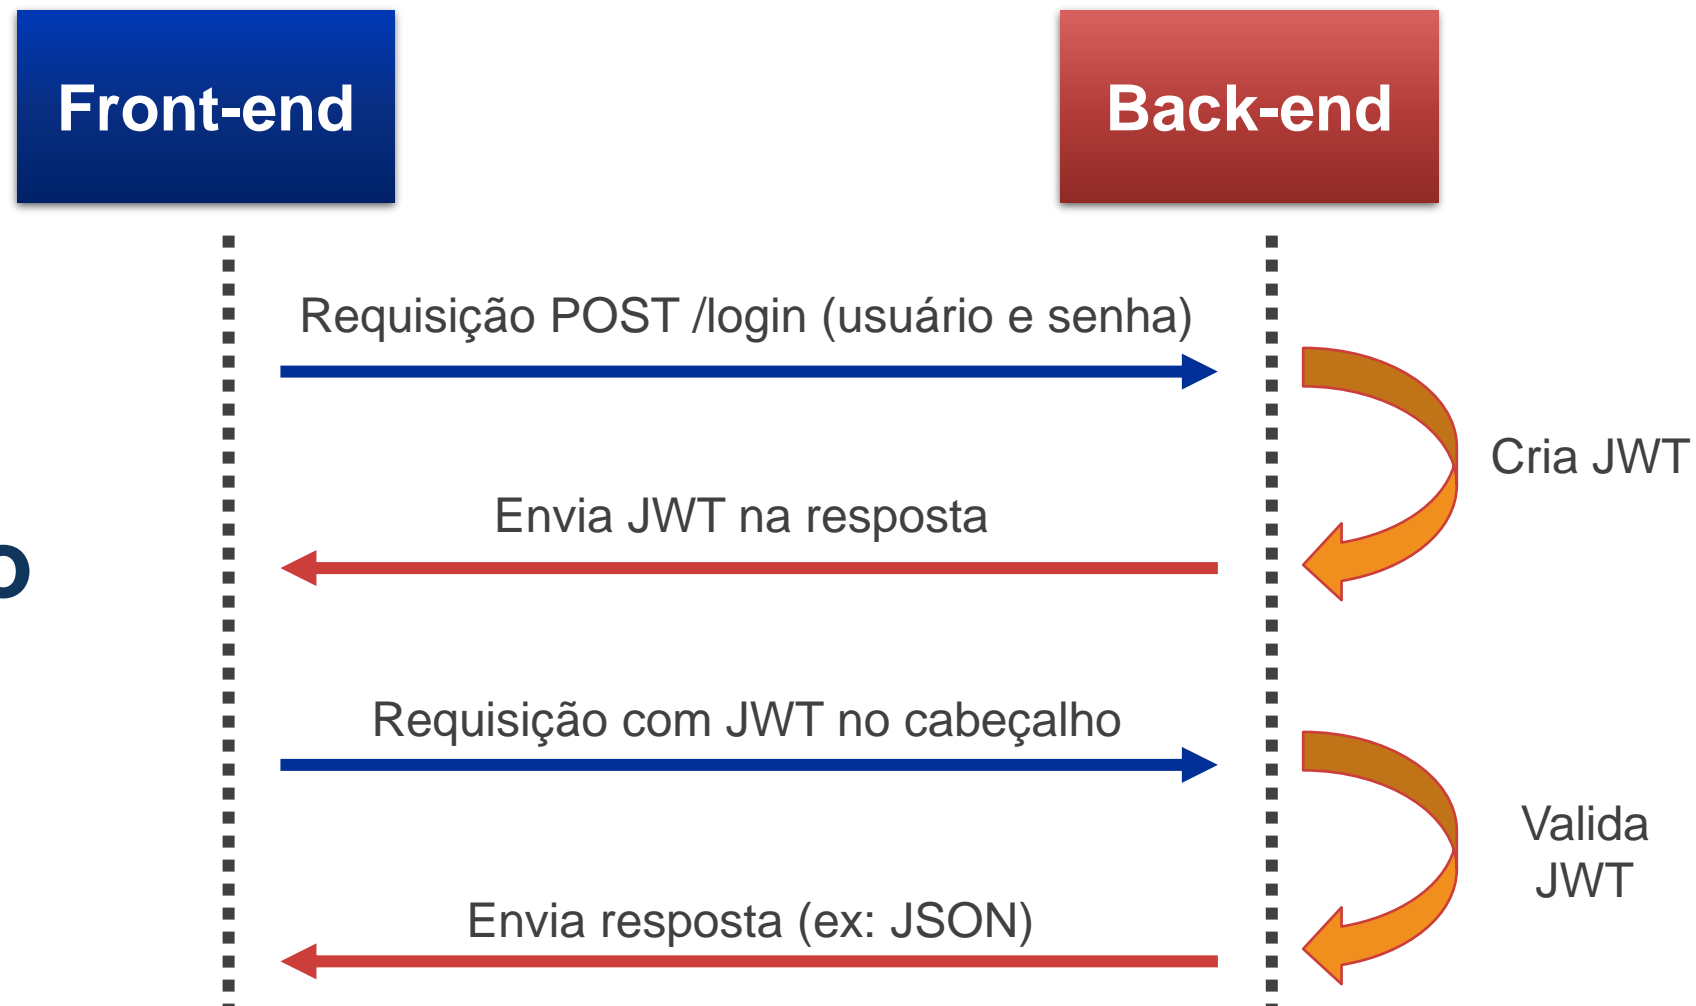 Front-end
Back-end
Requisição POST /login (usuário e senha)
Cria JWT
Envia JWT na resposta
o
Requisição com JWT no cabeçalho
Valida
JWT
Envia resposta (ex: JSON)